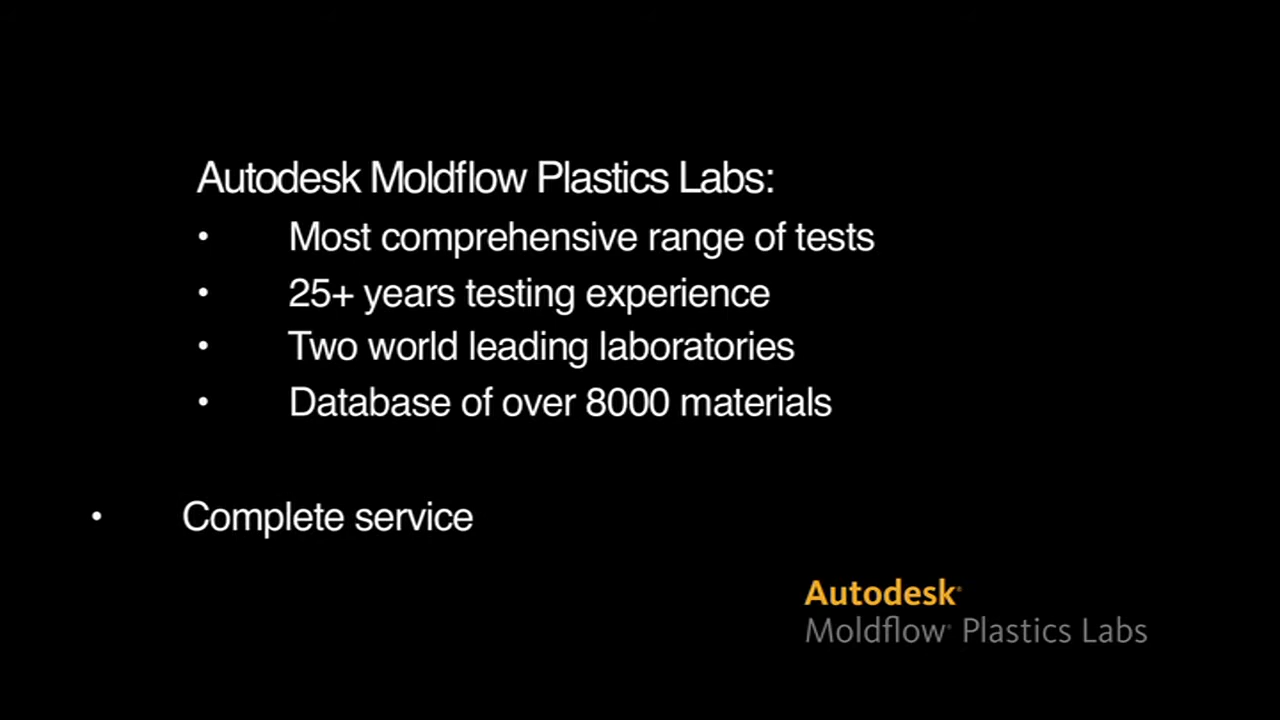 Autodesk Moldflow Plastics Labs:
• Most comprehensive range of tests
• 25+ years testing experience
• Two world leading laboratories
• Database of over 8000 materials
• Complete service
Autodesk®
Moldflow® Plastics Labs